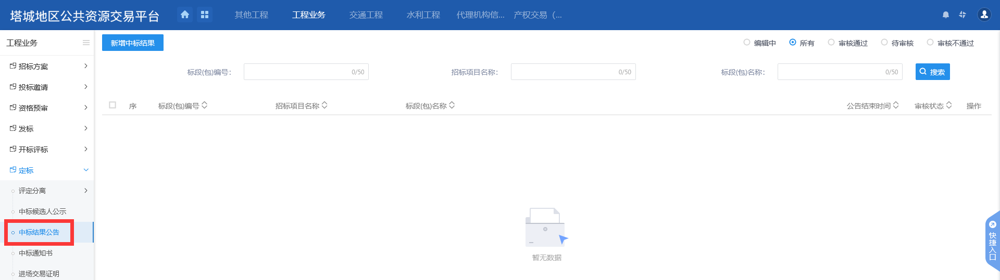 塔城地区公共资源交易平台
其他工程 工程业务 交通工程 水利工程 代理机构信... 产权交易（...
工程业务
新增中标结果
编辑中 所有 审核通过 待审核 审核不通过
标段(包)编号： 0/50 招标项目名称： 0/50 标段(包)名称： 0/50 搜索
序 标段(包)编号 招标项目名称 标段(包)名称 公告结束时间 审核状态 操作
招标方案
投标邀请
资格预审
发标
开标评标
定标
评定分离
中标候选人公示
中标结果公告
中标通知书
进场交易证明
暂无数据
快捷入口